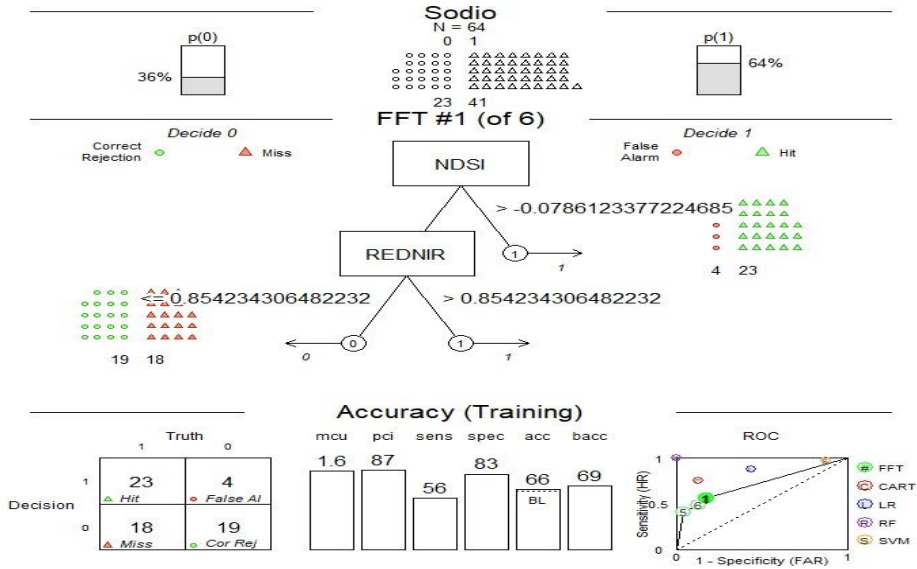 Sodio
N = 64
0 1
p(0)
p(1)
36%
64%
23 41
FFT #1 (of 6)
Decide 0
Decide 1
Correct
Rejection
Miss
False
Alarm
Hit
NDSI
> -0.0786123377224685
REDNIR
1
1
4 23
<= 0.854234306482232
> 0.854234306482232
0
0
1
1
19 18
Accuracy (Training)
Truth
1 0
Decision
1
23
Hit
4
False Al
0
18
Miss
19
Cor Rej
mcu pci sens spec acc bacc
1.6 87 56 83 66 69
BL
ROC
Sensitivity (HR)
1
0.5
0
0
1
1 - Specificity (FAR)
1
6
5
R
C
L
S
# FFT
C CART
L LR
R RF
S SVM